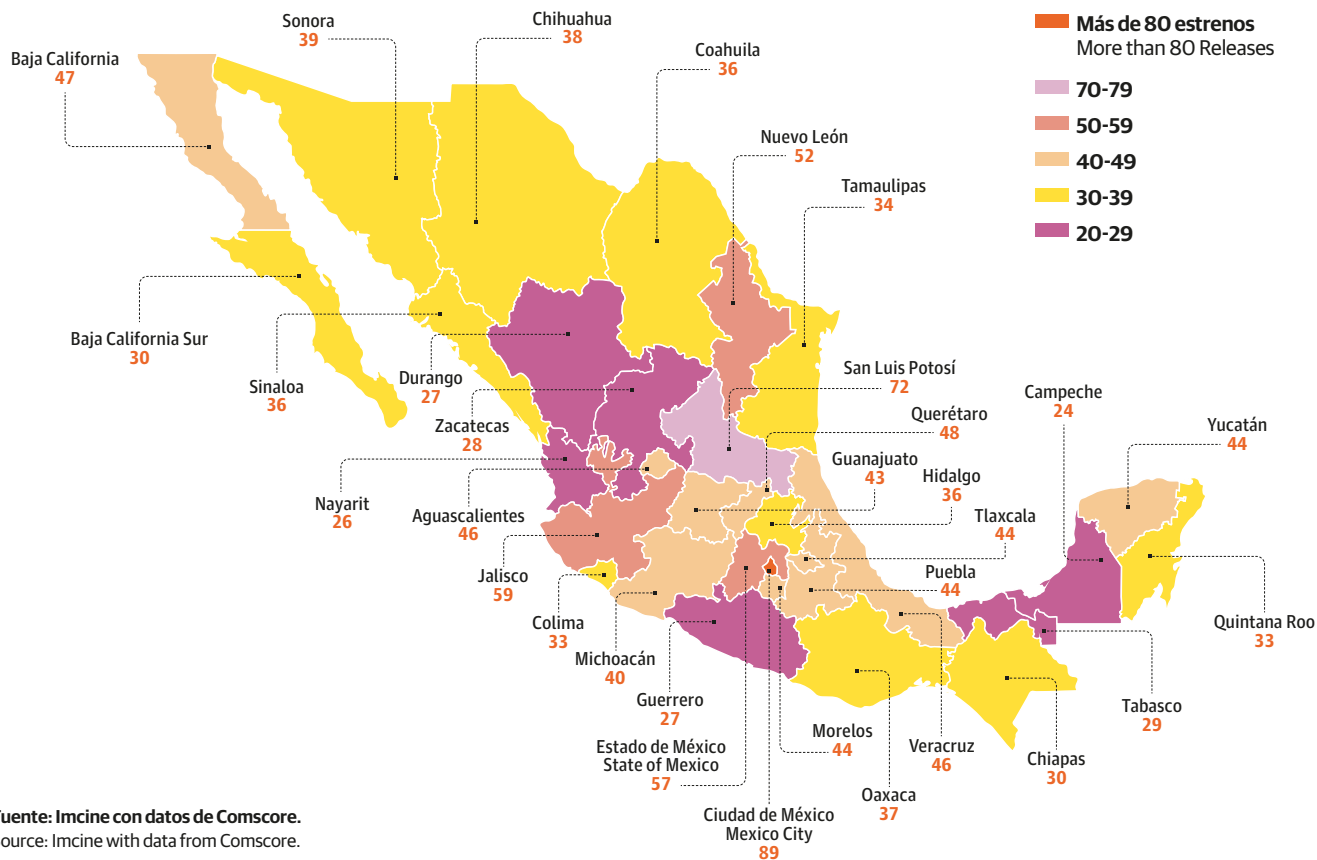 Sonora
39
Chihuahua
38
Coahuila
36
Baja California
47
Nuevo León
52
Tamaulipas
34
Más de 80 estrenos
More than 80 Releases
70-79
50-59
40-49
30-39
20-29
Baja California Sur
30
Sinaloa
36
Durango
27
Zacatecas
28
San Luis Potosí
72
Querétaro
48
Campeche
24
Yucatán
44
Guanajuato
43
Hidalgo
36
Nayarit
26
Aguascalientes
46
Tlaxcala
44
Jalisco
59
Puebla
44
Colima
33
Quintana Roo
33
Michoacán
40
Guerrero
27
Tabasco
29
Estado de México
State of Mexico
57
Morelos
44
Veracruz
46
Chiapas
30
Oaxaca
37
Ciudad de México
Mexico City
89
uente: Imcine con datos de Comscore.
ource: Imcine with data from Comscore.